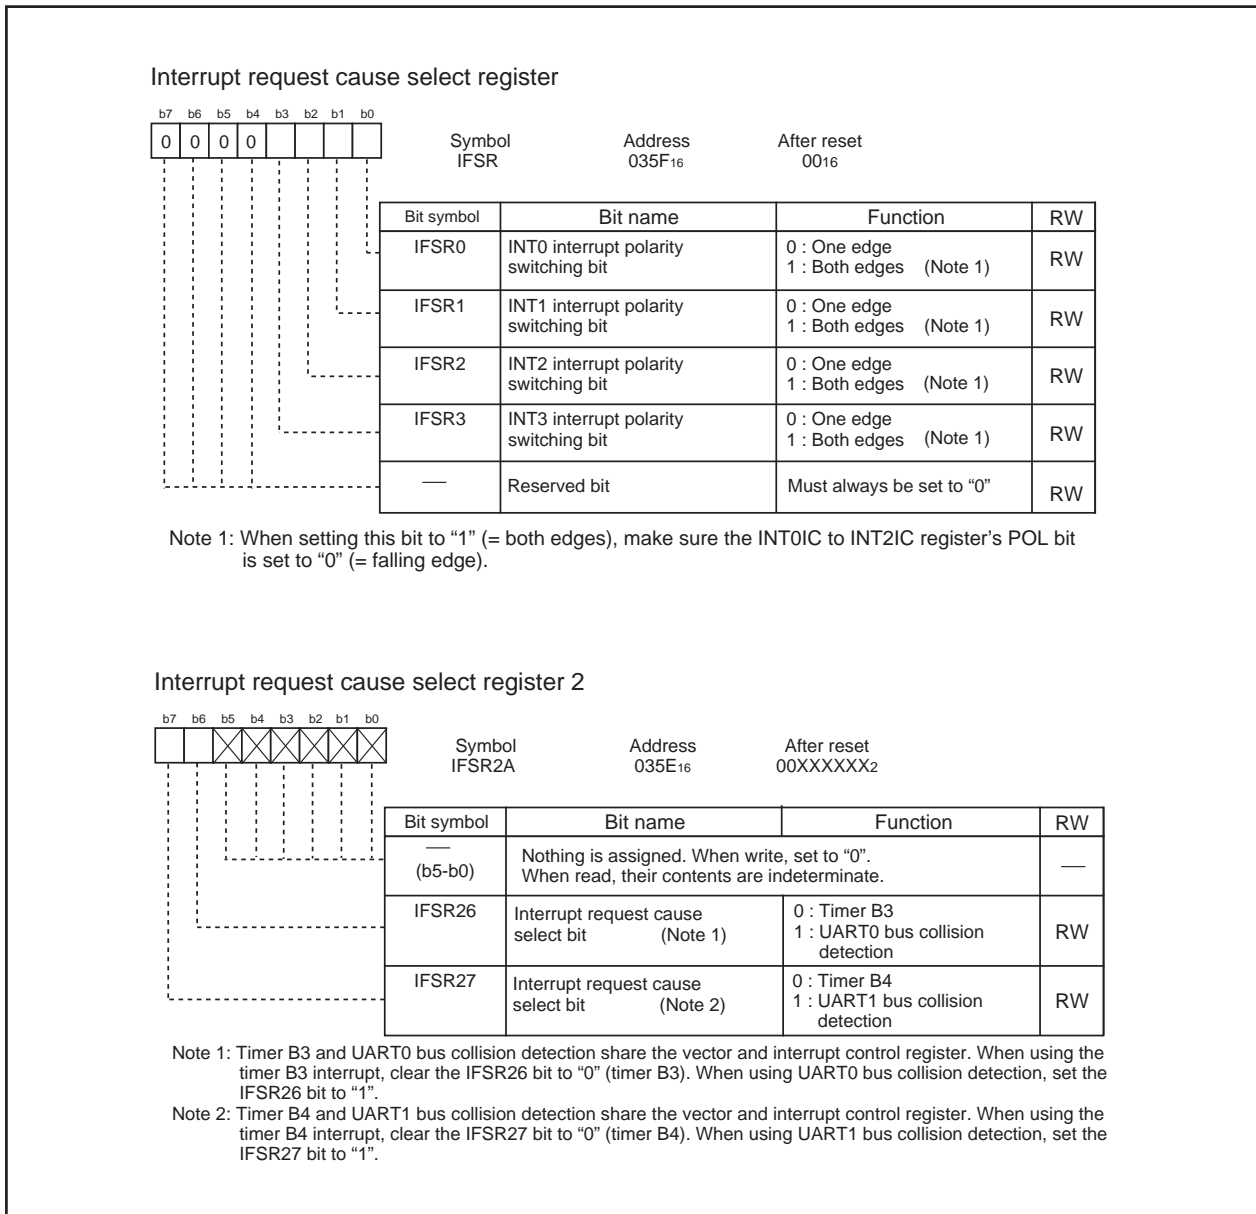 Interrupt request cause select register
b7 b6 b5 b4 b3 b2 b1 b0
0 0 0 0
Symbol Address After reset
IFSR 035F16 0016
Bit symbol Bit name Function RW
IFSR0 INT0 interrupt polarity 0 : One edge
switching bit 1 : Both edges (Note 1) RW
IFSR1 INT1 interrupt polarity 0 : One edge
switching bit 1 : Both edges (Note 1) RW
IFSR2 INT2 interrupt polarity 0 : One edge
switching bit 1 : Both edges (Note 1) RW
IFSR3 INT3 interrupt polarity 0 : One edge
switching bit 1 : Both edges (Note 1) RW
— Reserved bit Must always be set to “0” RW
Note 1: When setting this bit to “1” (= both edges), make sure the INT0IC to INT2IC register’s POL bit
is set to “0” (= falling edge).
Interrupt request cause select register 2
b7 b6 b5 b4 b3 b2 b1 b0
Symbol Address After reset
IFSR2A 035E16 00XXXXXX2
Bit symbol Bit name Function RW
— Nothing is assigned. When write, set to “0”.
(b5-b0) When read, their contents are indeterminate. —
IFSR26 Interrupt request cause 0 : Timer B3
select bit (Note 1) 1 : UART0 bus collision RW
detection
IFSR27 Interrupt request cause 0 : Timer B4
select bit (Note 2) 1 : UART1 bus collision RW
detection
Note 1: Timer B3 and UART0 bus collision detection share the vector and interrupt control register. When using the
timer B3 interrupt, clear the IFSR26 bit to “0” (timer B3). When using UART0 bus collision detection, set the
IFSR26 bit to “1”.
Note 2: Timer B4 and UART1 bus collision detection share the vector and interrupt control register. When using the
timer B4 interrupt, clear the IFSR27 bit to “0” (timer B4). When using UART1 bus collision detection, set the
IFSR27 bit to “1”.